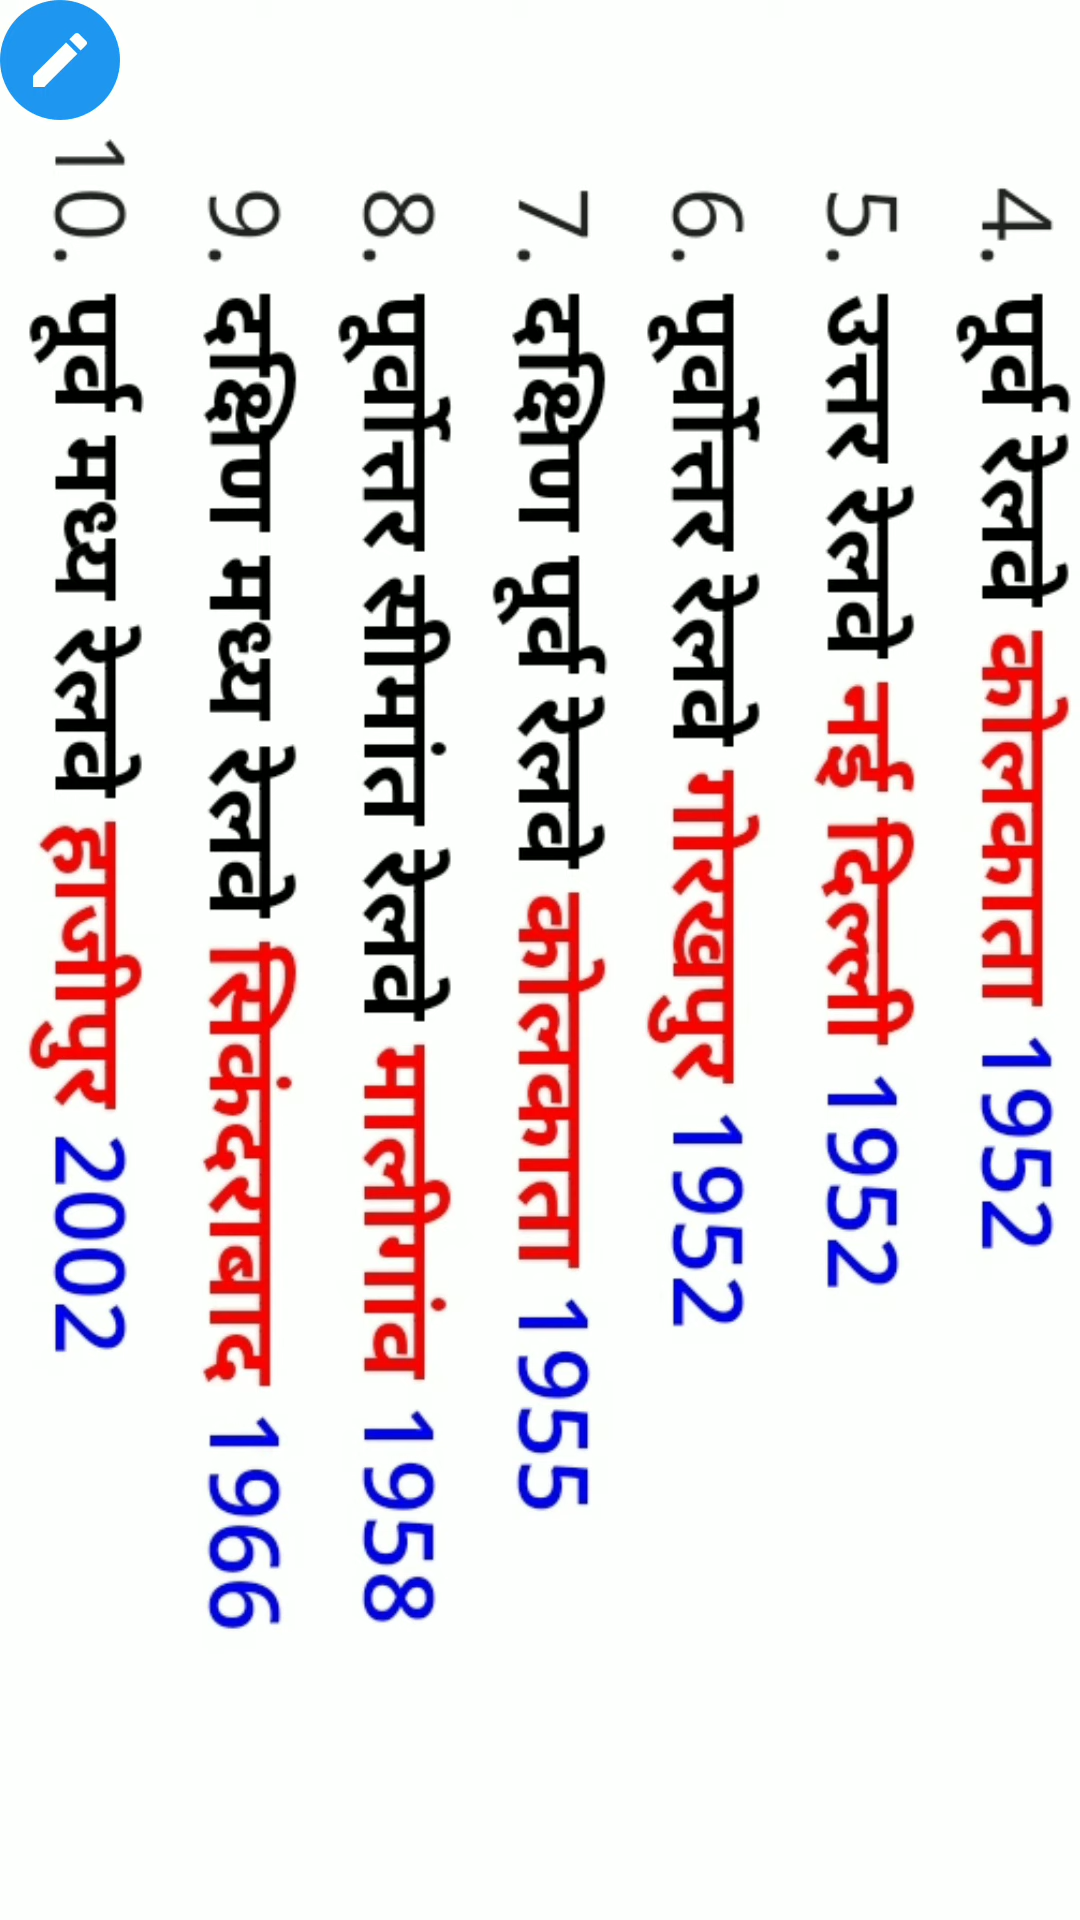 4. पूर्व रेलवे कोलकाता 1952
5. उत्तर रेलवे नई दिल्ली 1952
6. पूर्वोत्तर रेलवे गोरखपुर 1952
7. दक्षिण पूर्व रेलवे कोलकाता 1955
8. पूर्वोत्तर सीमांत रेलवे मालीगांव 1958
9. दक्षिण मध्य रेलवे सिकंदराबाद 1966
10. पूर्व मध्य रेलवे हाजीपुर 2002